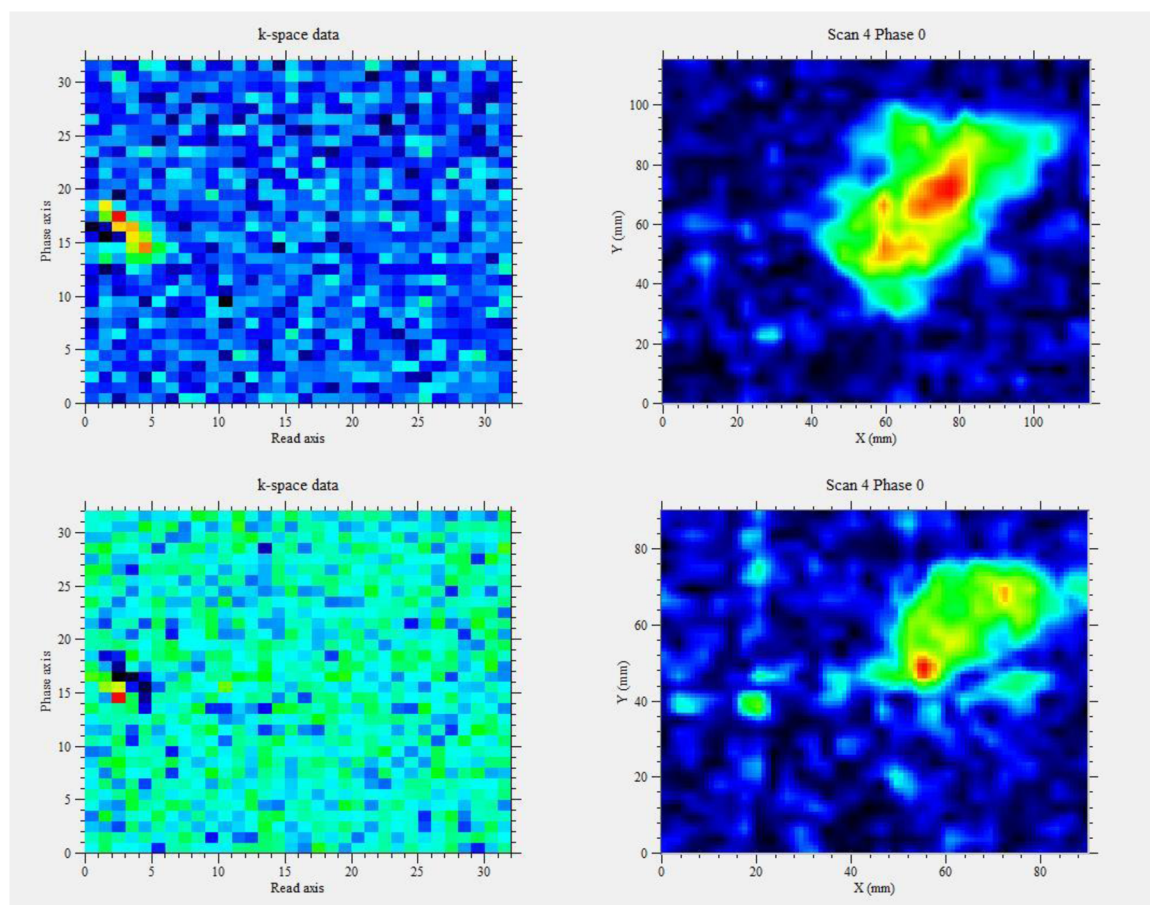 k-space data
30
25
20
15
10
5
0
Phase axis
0 5 10 15 20 25 30
Read axis
Scan 4 Phase 0
100
80
60
40
20
0
Y (mm)
0 20 40 60 80 100
X (mm)
k-space data
30
25
20
15
10
5
0
Phase axis
0 5 10 15 20 25 30
Read axis
Scan 4 Phase 0
80
60
40
20
0
Y (mm)
0 20 40 60 80
X (mm)